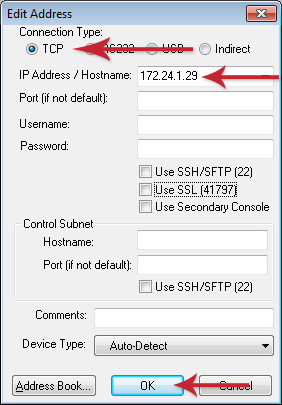 Edit Address
Connection Type:
TCP RS232 USB Indirect
IP Address / Hostname: 172.24.1.29
Port (if not default):
Username:
Password:
Use SSH/SFTP (22)
Use SSL (41797)
Use Secondary Console
Control Subnet
Hostname:
Port (if not default):
Use SSH/SFTP (22)
Comments:
Device Type: Auto-Detect
Address Book... OK Cancel